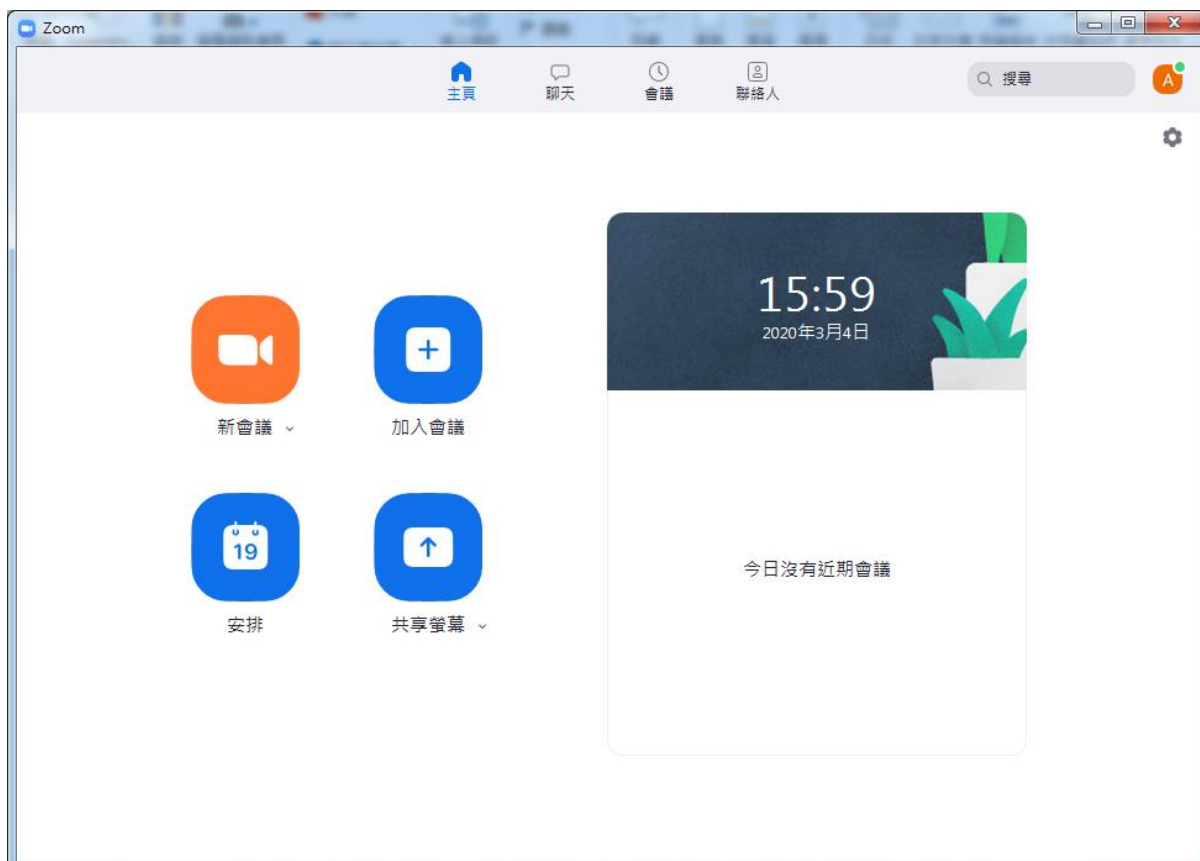 Zoom
主頁
聊天
會議
聯絡人
搜尋
A
15:59
2020年3月4日
新會議
加入會議
19
安排
共享螢幕
今日沒有近期會議